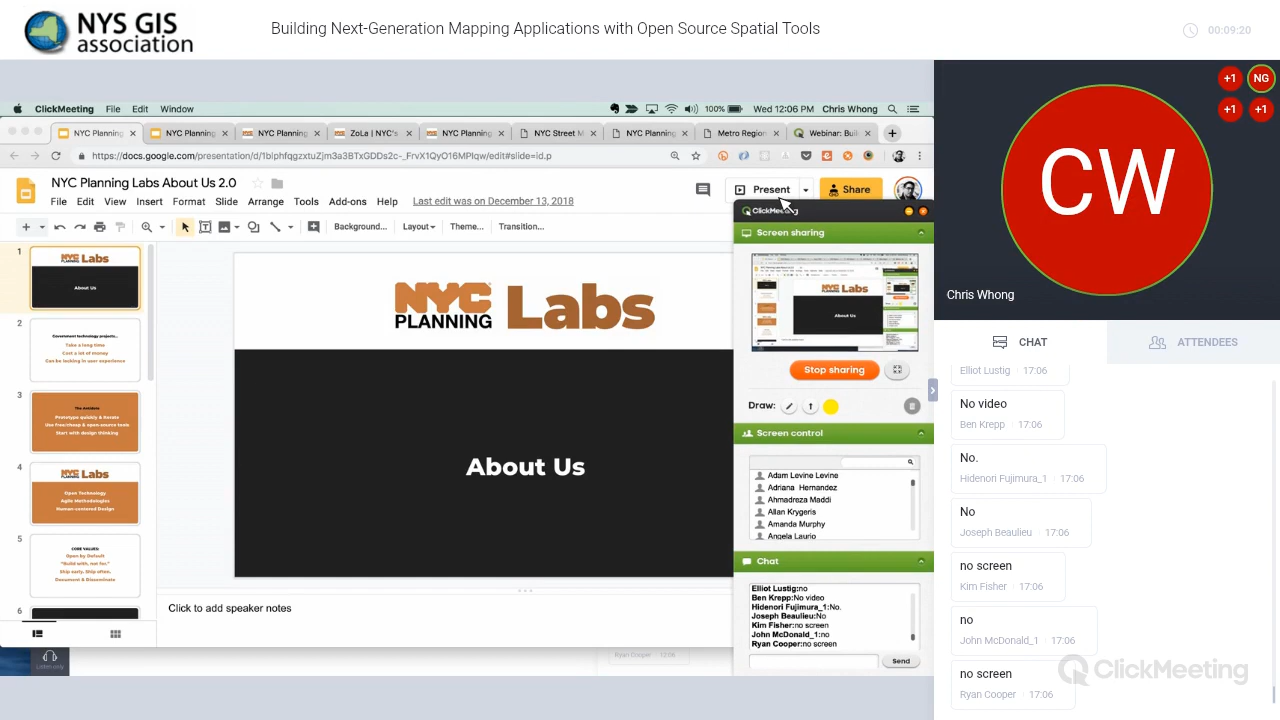 NYS GIS
association
Building Next-Generation Mapping Applications with Open Source Spatial Tools
00:09:20
ClickMeeting File Edit Window
100% Wed 12:06 PM Chris Whong
NYC Planning
NYC Planning
NYC Planning
ZoLa | NYC's
NYC Planning
NYC Street M
NYC Planning
Metro Region
Webinar: Buil
NYC Planning Labs About Us 2.0
File Edit View Insert Format Slide Arrange Tools Add-ons Help Last edit was on December 13, 2018
Present
Share
Background... Layout Theme... Transition...
1
NYC Labs
About Us
2
Government technology projects...
Take a long time
Cost a lot of money
Can be lacking in user experience
3
The Antidote
Prototype quickly & iterate
Use free/cheap & open source tools
Start with design thinking
4
NYC Labs
Open Technology
Agile Methodologies
Human-centered Design
5
CORE VALUES:
Open by Default
"Build with, not for."
Ship early, Ship often.
Document & Disseminate
6
NYC
PLANNING
Labs
About Us
Click to add speaker notes
Listen only
Ryan Cooper 12:06
ClickMeeting
Screen sharing
Stop sharing
Draw:
Screen control
Adam Levine Levine
Adriana Hernandez
Ahmadreza Maddi
Allan Krygeris
Amanda Murphy
Angela Laurio
Chat
Elliot Lustig:no
Ben Krepp:No video
Hidenori Fujimura_1:No.
Joseph Beaulieu:No
Kim Fisher:no screen
John McDonald_1:no
Ryan Cooper:no screen
Send
CW
Chris Whong
+1
NG
+1
+1
CHAT
ATTENDEES
Elliot Lustig 17:06
No video
Ben Krepp 17:06
No.
Hidenori Fujimura_1 17:06
No
Joseph Beaulieu 17:06
no screen
Kim Fisher 17:06
no
John McDonald_1 17:06
no screen
Ryan Cooper 17:06
ClickMeeting